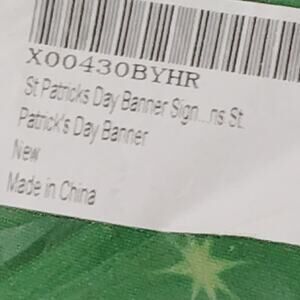 X00430BYHR
St Patricks Day Banner Sign...ns St.
Patrick's Day Banner
New
Made in China